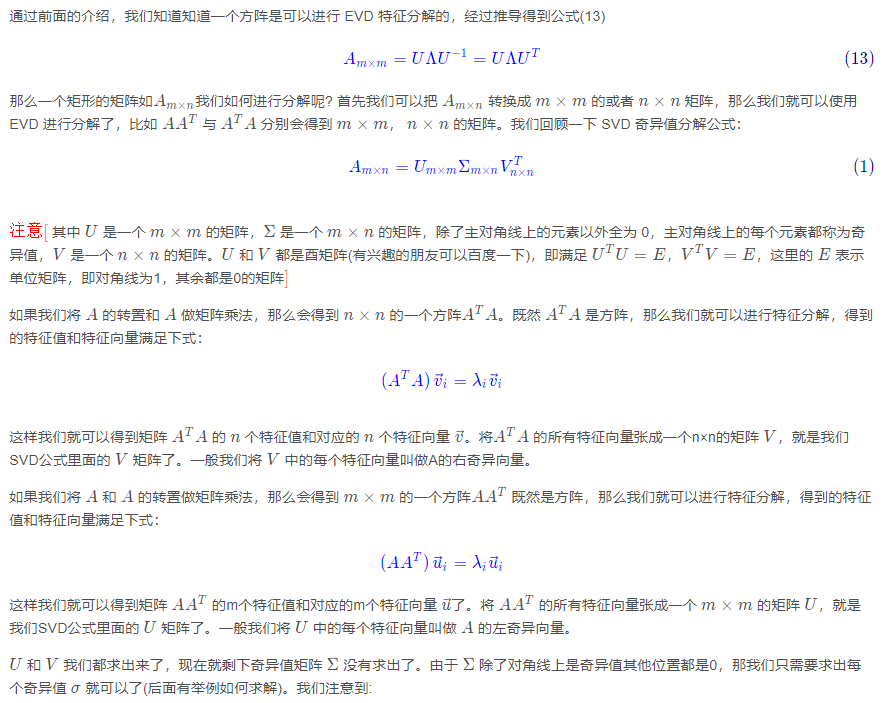 通过前面的介绍，我们知道知道一个方阵是可以进行 EVD 特征分解的，经过推导得到公式(13)
A_{m×m} = UΛU^{-1} = UΛU^T (13)
那么一个矩形的矩阵如A_{m×n}我们如何进行分解呢? 首先我们可以把 A_{m×n} 转换成 m × m 的或者 n × n 矩阵，那么我们就可以使用
EVD 进行分解了，比如 AA^T 与 A^T A 分别会得到 m × m， n × n 的矩阵。我们回顾一下 SVD 奇异值分解公式：
A_{m×n} = U_{m×m}Σ_{m×n}V^T_{n×n} (1)
注意[ 其中 U 是一个 m × m 的矩阵，Σ 是一个 m × n 的矩阵，除了主对角线上的元素以外全为 0，主对角线上的每个元素都称为奇
异值，V 是一个 n × n 的矩阵。U 和 V 都是酉矩阵(有兴趣的朋友可以百度一下)，即满足 U^T U = E，V^T V = E，这里的 E 表示
单位矩阵，即对角线为1，其余都是0的矩阵]
如果我们将 A 的转置和 A 做矩阵乘法，那么会得到 n × n 的一个方阵A^T A。既然 A^T A 是方阵，那么我们就可以进行特征分解，得到
的特征值和特征向量满足下式：
(A^T A) v⃗_i = λ_i v⃗_i
这样我们就可以得到矩阵 A^T A 的 n 个特征值和对应的 n 个特征向量 v⃗。将A^T A 的所有特征向量张成一个n×n的矩阵 V，就是我们
SVD公式里面的 V 矩阵了。一般我们将 V 中的每个特征向量叫做A的右奇异向量。
如果我们将 A 和 A 的转置做矩阵乘法，那么会得到 m × m 的一个方阵AA^T 既然是方阵，那么我们就可以进行特征分解，得到的特征
值和特征向量满足下式：
(AA^T) u⃗_i = λ_i u⃗_i
这样我们就可以得到矩阵 AA^T 的m个特征值和对应的m个特征向量 u⃗了。将 AA^T 的所有特征向量张成一个 m × m 的矩阵 U，就是
我们SVD公式里面的 U 矩阵了。一般我们将 U 中的每个特征向量叫做 A 的左奇异向量。
U 和 V 我们都求出来了，现在就剩下奇异值矩阵 Σ 没有求出了。由于 Σ 除了对角线上是奇异值其他位置都是0，那我们只需要求出每
个奇异值 σ 就可以了(后面有举例如何求解)。我们注意到: